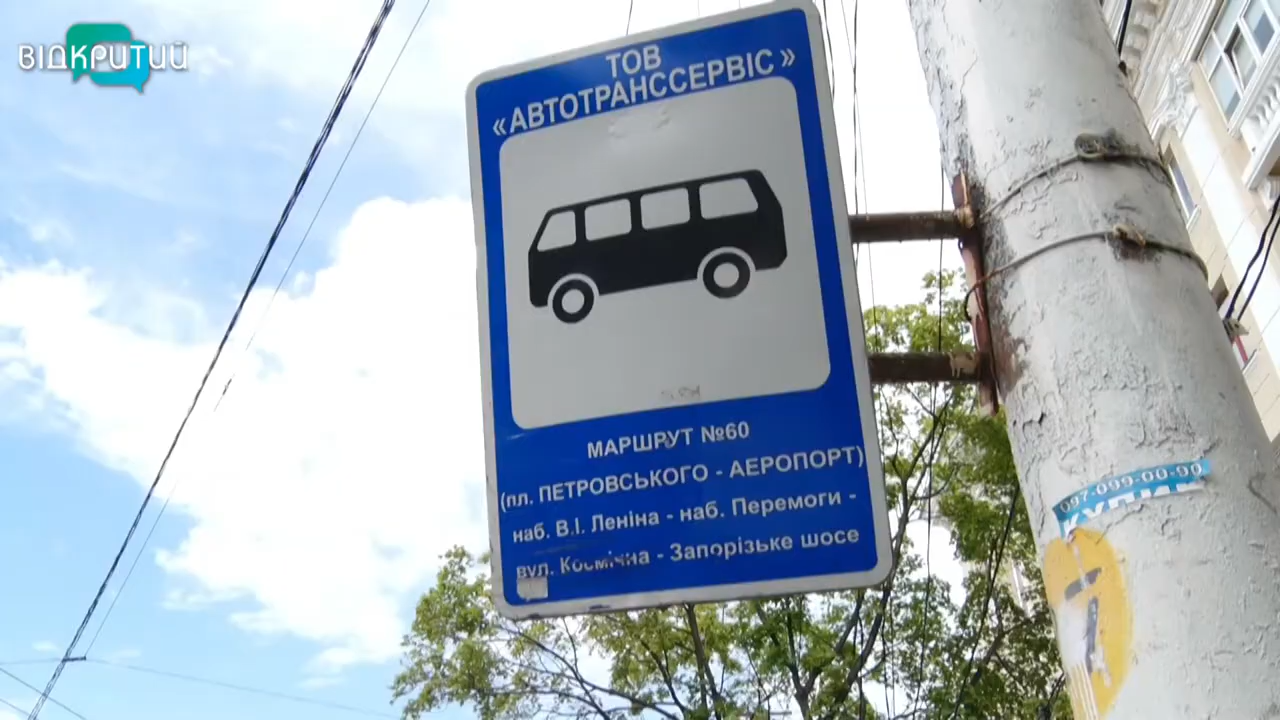 ВІДКРИТИЙ
ТОВ
«АВТОТРАНССЕРВІС»
МАРШРУТ №60
(пл. ПЕТРОВСЬКОГО - АЕРОПОРТ)
наб. В.І. Леніна - наб. Перемоги -
вул. Космічна - Запорізьке шосе
097-099-00-90